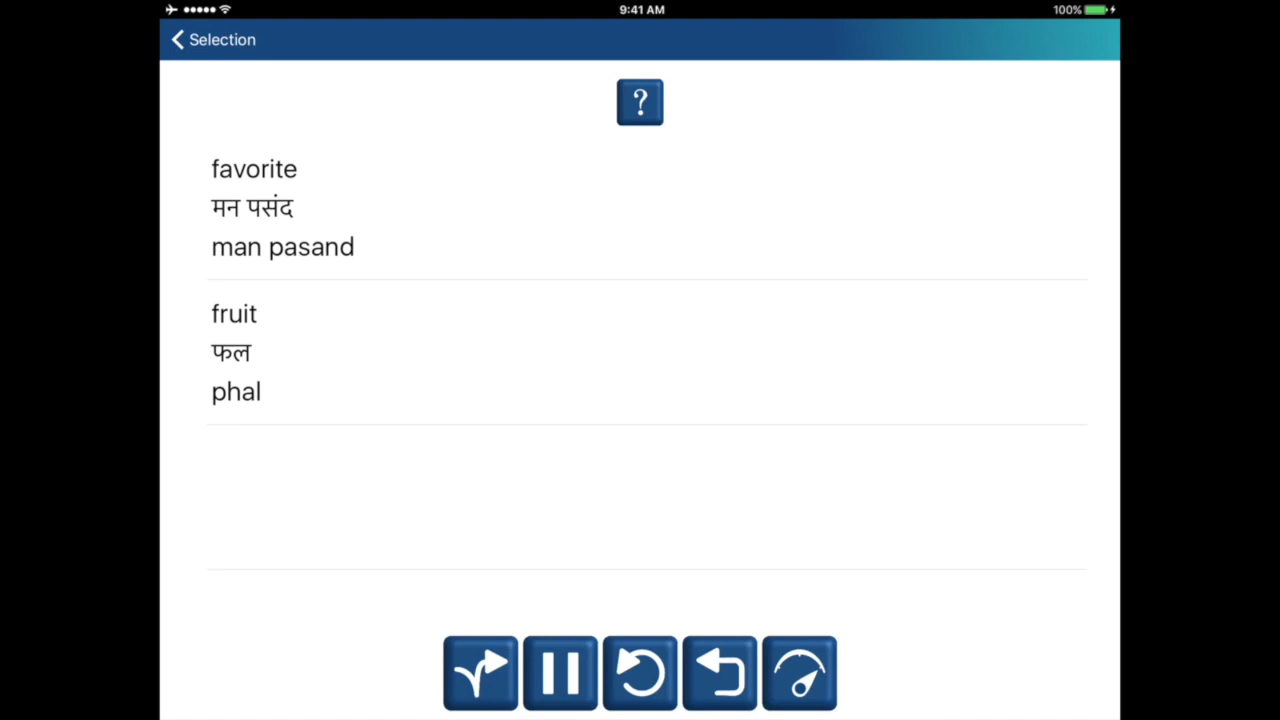 9:41 AM
100%
Selection
?
favorite
मन पसंद
man pasand
fruit
फल
phal